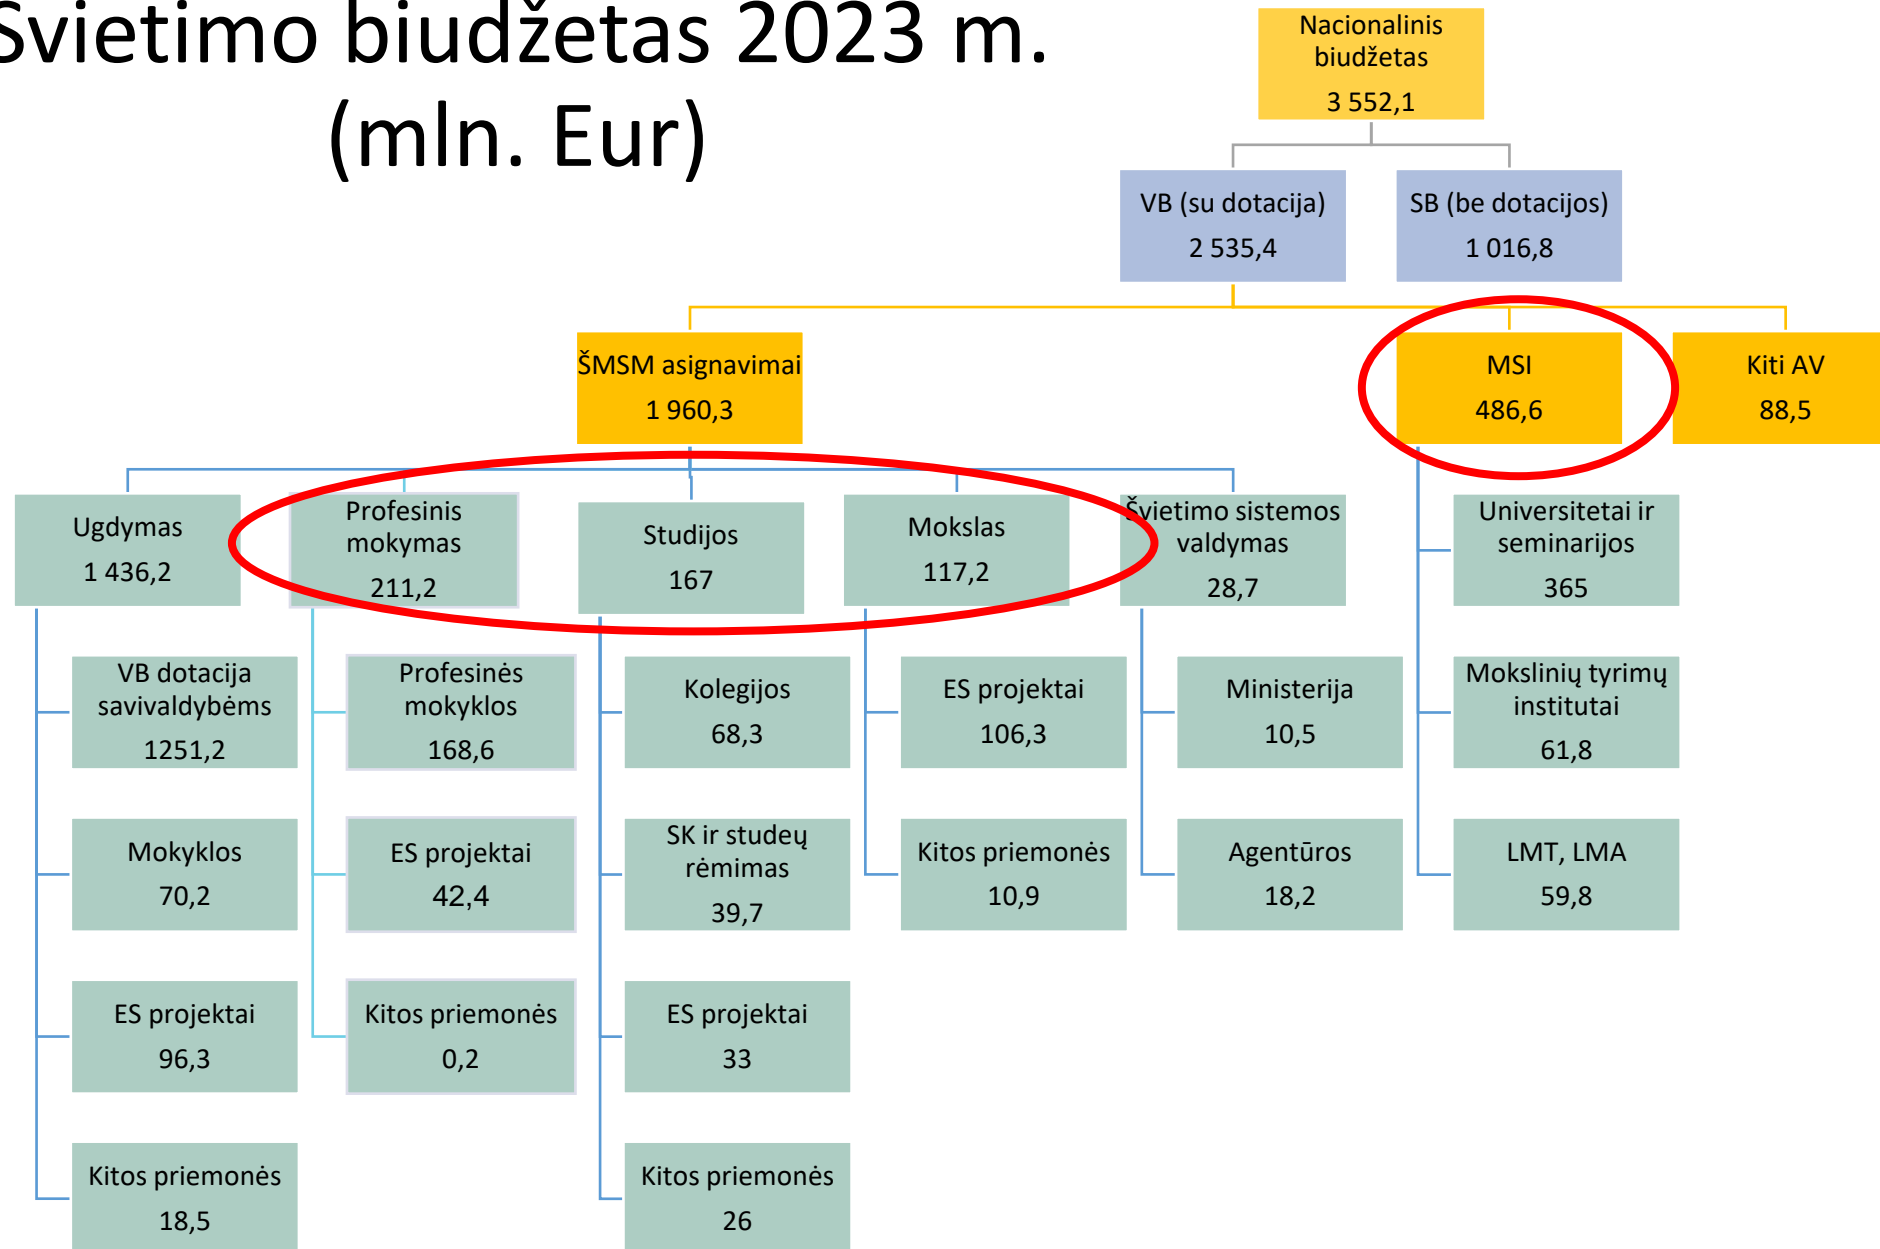 Švietimo biudžetas 2023 m.
(mln. Eur)
Nacionalinis
biudžetas
3 552,1
VB (su dotacija)
2 535,4
SB (be dotacijos)
1 016,8
ŠMSM asignavimai
1 960,3
MSI
486,6
Kiti AV
88,5
Ugdymas
1 436,2
Profesinis
mokymas
211,2
Studijos
167
Mokslas
117,2
Švietimo sistemos
valdymas
28,7
Universitetai ir
seminarijos
365
VB dotacija
savivaldybėms
1251,2
Profesinės
mokyklos
168,6
Kolegijos
68,3
ES projektai
106,3
Ministerija
10,5
Mokslinių tyrimų
institutai
61,8
Mokyklos
70,2
ES projektai
42,4
SK ir studeų
rėmimas
39,7
Kitos priemonės
10,9
Agentūros
18,2
LMT, LMA
59,8
ES projektai
96,3
Kitos priemonės
0,2
ES projektai
33
Kitos priemonės
18,5
Kitos priemonės
26